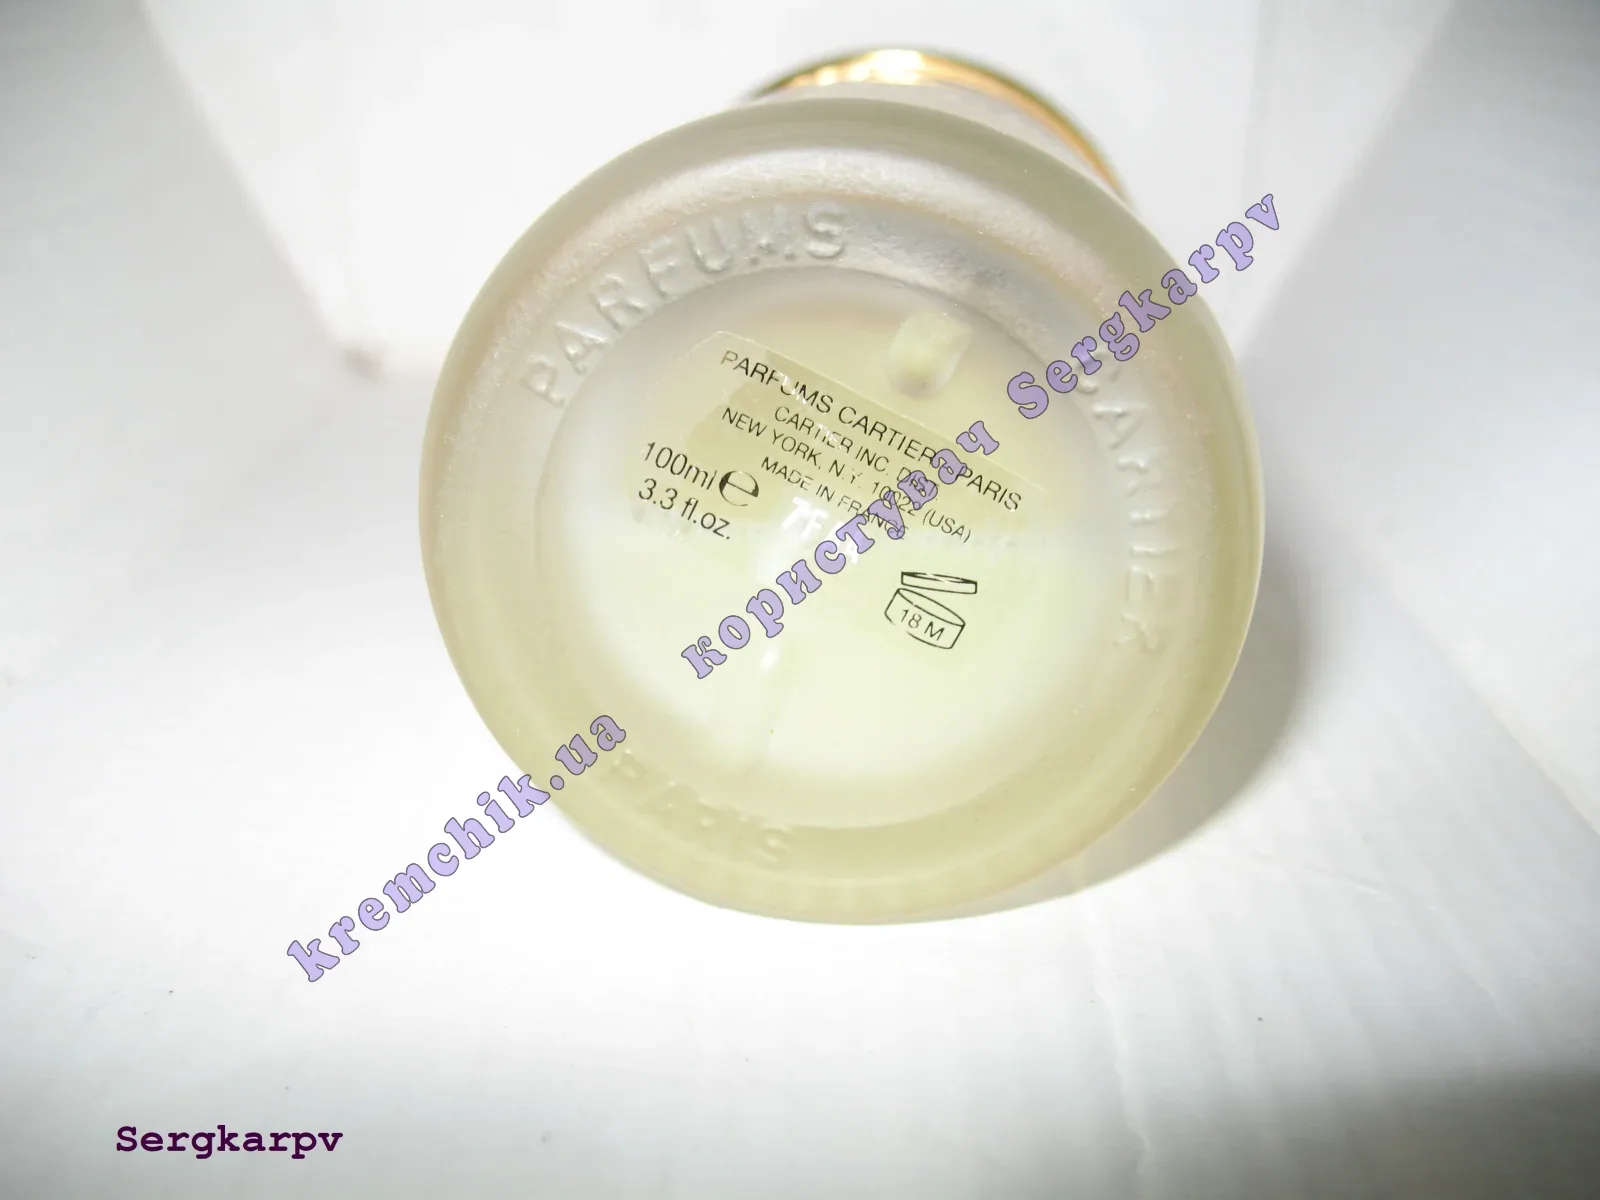 PARFUMS
CARTIER
PARIS
PARFUMS CARTIER - PARIS
CARTIER INC. DIST.
NEW YORK, N.Y. 10022 (USA)
MADE IN FRANCE
100ml e
3.3 fl.oz.
18 M
kremchik.ua користувач Sergkarpv
Sergkarpv